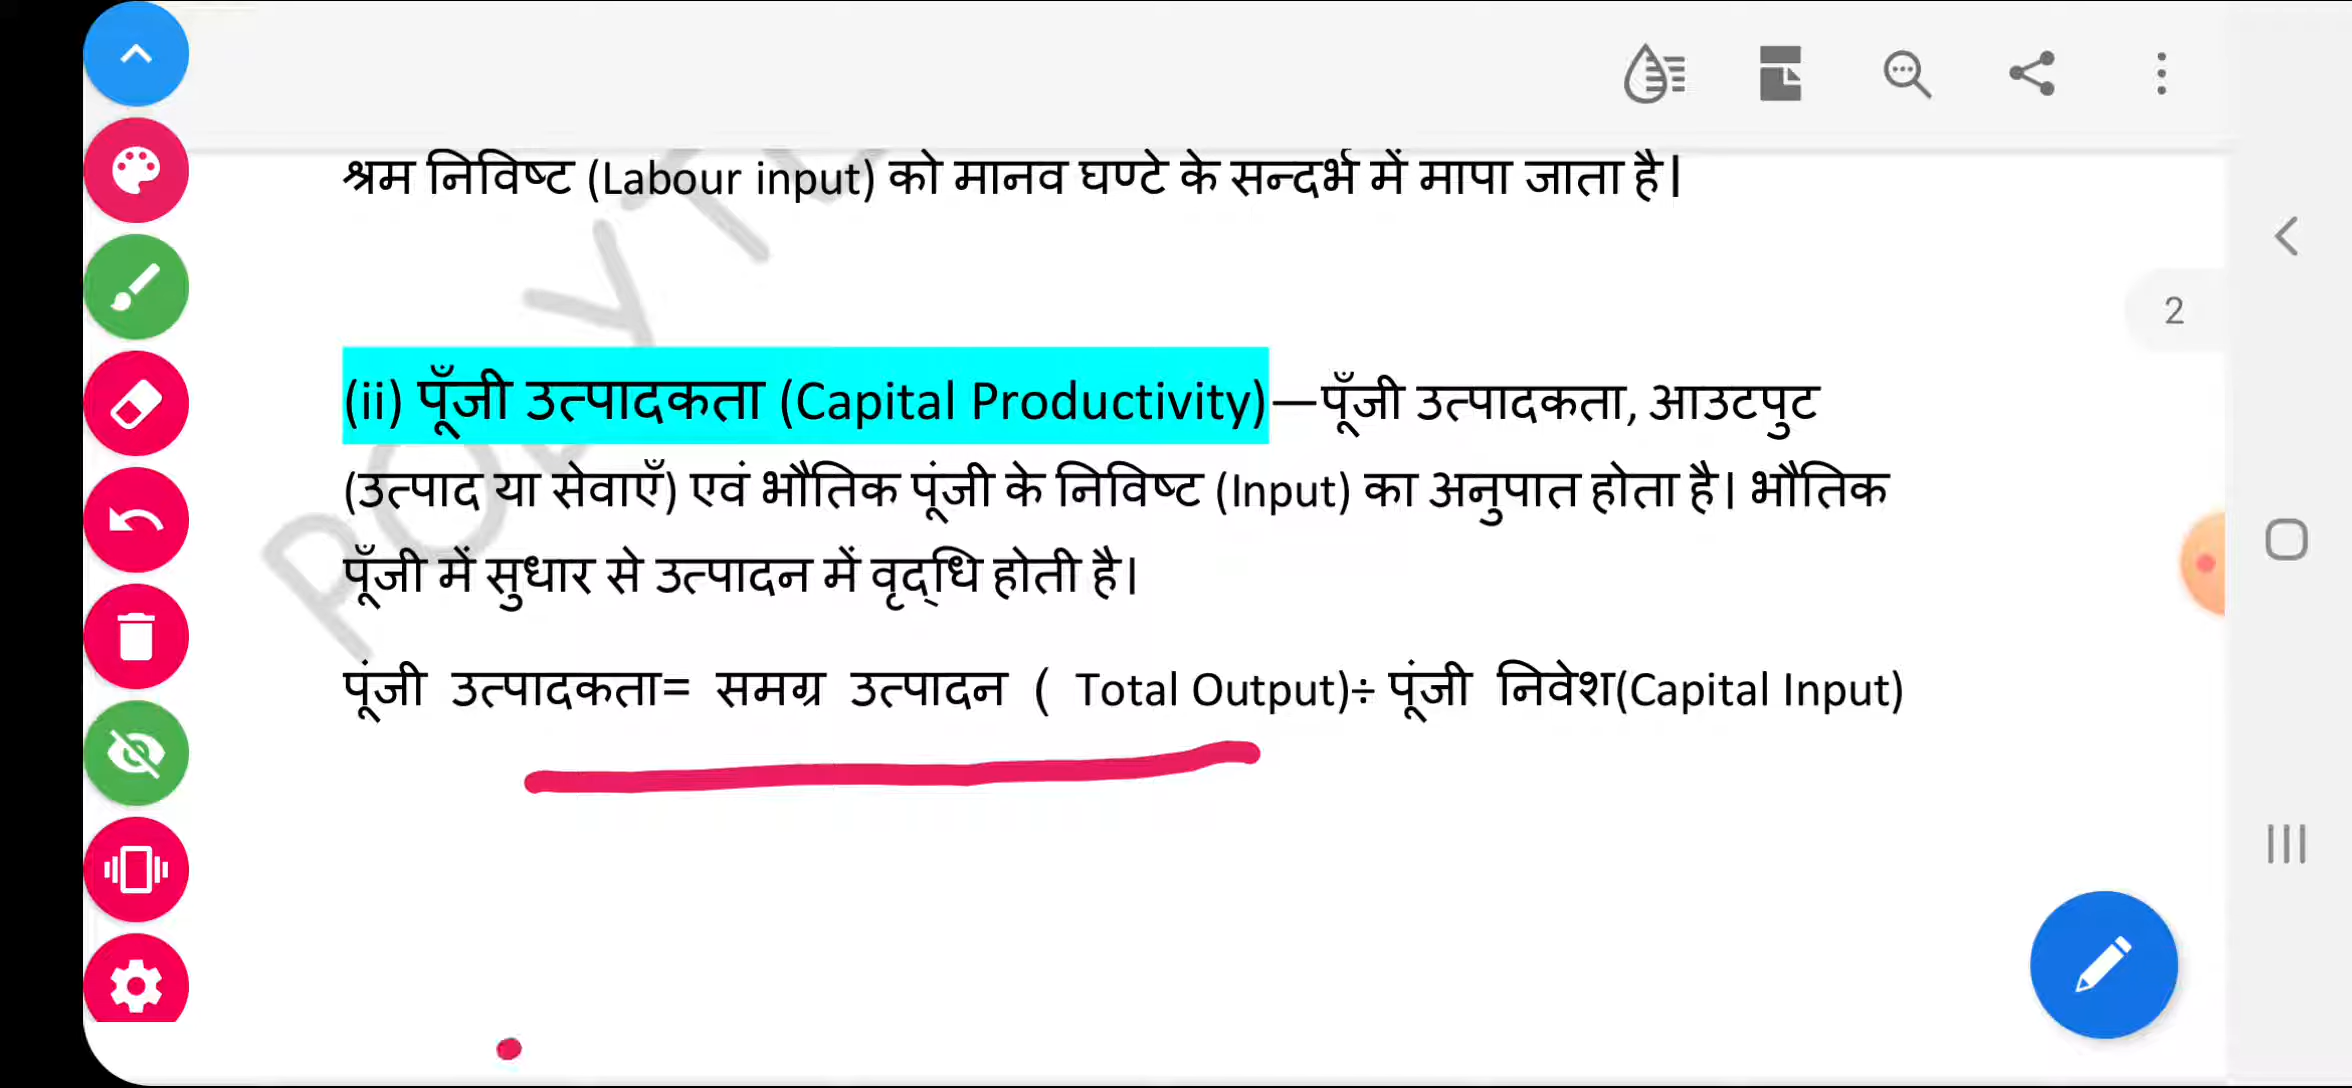 श्रम निविष्ट (Labour input) को मानव घण्टे के सन्दर्भ में मापा जाता है।
2
(ii) पूँजी उत्पादकता (Capital Productivity)—पूँजी उत्पादकता, आउटपुट
(उत्पाद या सेवाएँ) एवं भौतिक पूंजी के निविष्ट (Input) का अनुपात होता है। भौतिक
पूँजी में सुधार से उत्पादन में वृद्धि होती है।
पूंजी उत्पादकता= समग्र उत्पादन ( Total Output)÷ पूंजी निवेश(Capital Input)